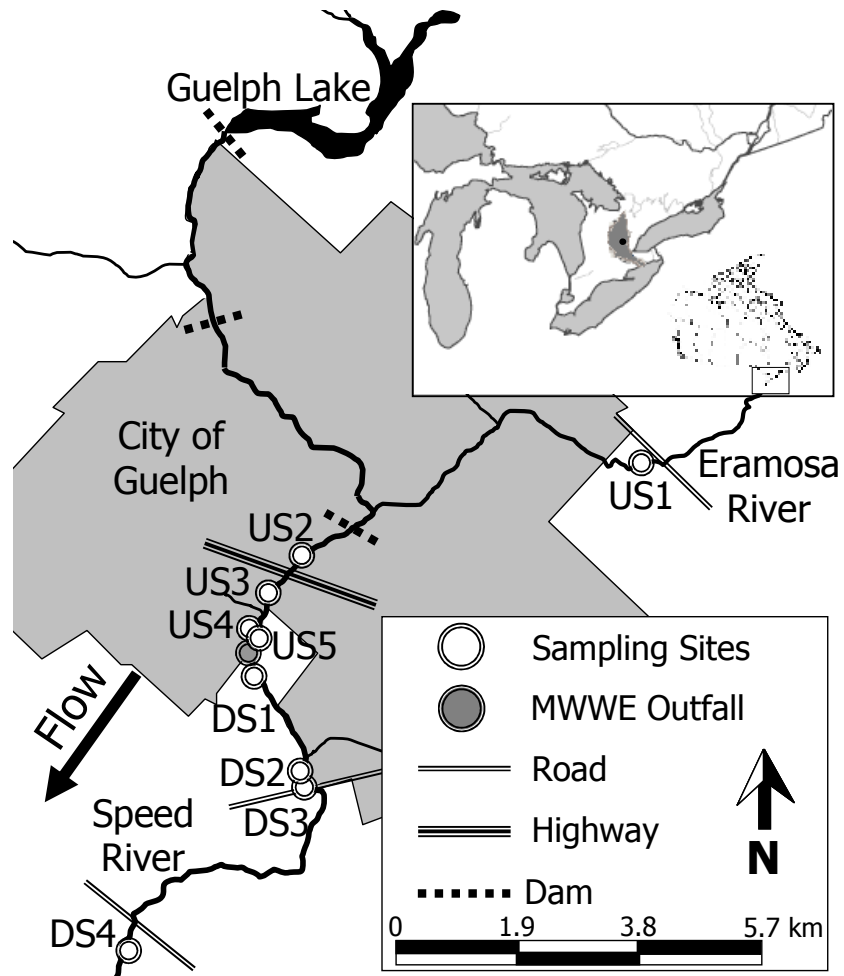 Guelph Lake
City of
Guelph
Eramosa
River
US1
US2
US3
US4
US5
DS1
Flow
DS2
DS3
Speed
River
DS4
Sampling Sites
MWWE Outfall
Road
Highway
Dam
N
0 1.9 3.8 5.7 km